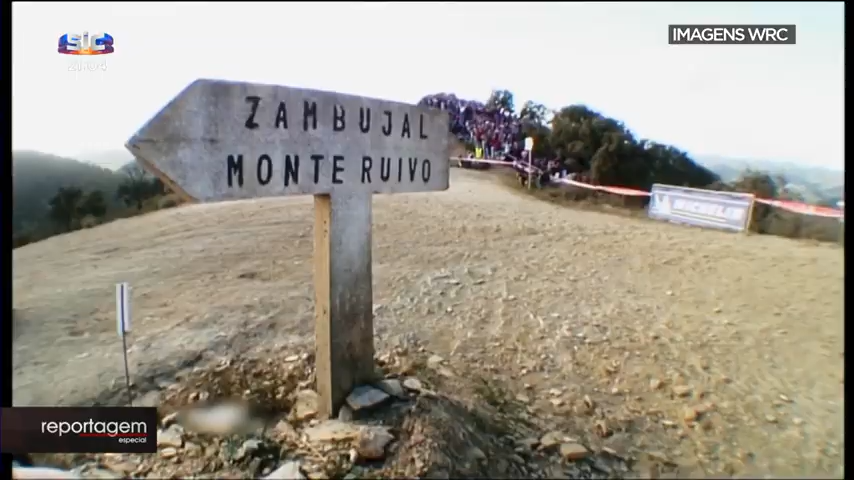 SIC
IMAGENS WRC
ZAMBUJAL
MONTE RUIVO
MICHELIN
reportagem
especial